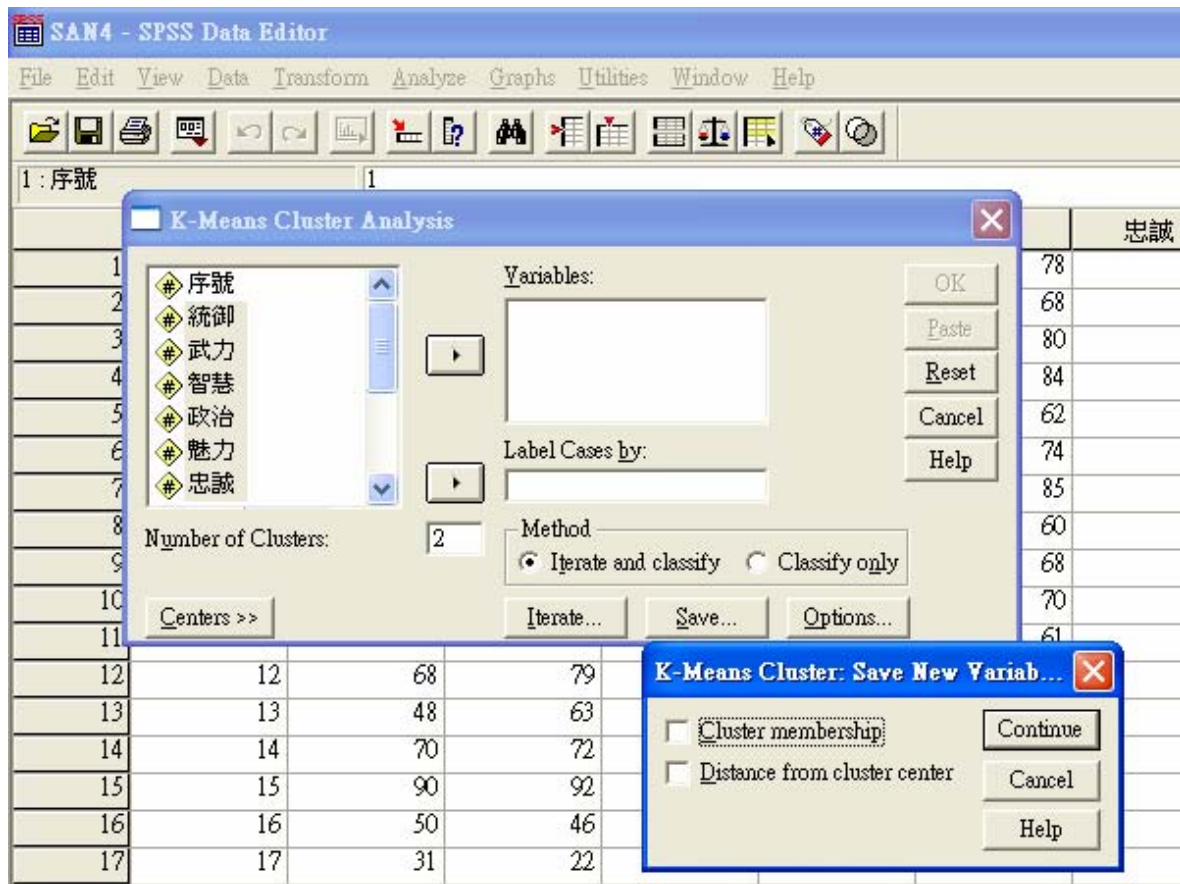 SPSS
SAN4 - SPSS Data Editor
File Edit View Data Transform Analyze Graphs Utilities Window Help
1 : 序號 1
忠誠
K-Means Cluster Analysis
序號
統御
武力
智慧
政治
魅力
忠誠
Variables:
Label Cases by:
OK
Paste
Reset
Cancel
Help
Number of Clusters: 2
Method
Iterate and classify Classify only
Centers >> Iterate... Save... Options...
1 78
2 68
3 80
4 84
5 62
6 74
7 85
8 60
9 68
10 70
11 61
12 12 68 79
13 13 48 63
14 14 70 72
15 15 90 92
16 16 50 46
17 17 31 22
K-Means Cluster: Save New Variab...
Cluster membership
Distance from cluster center
Continue
Cancel
Help